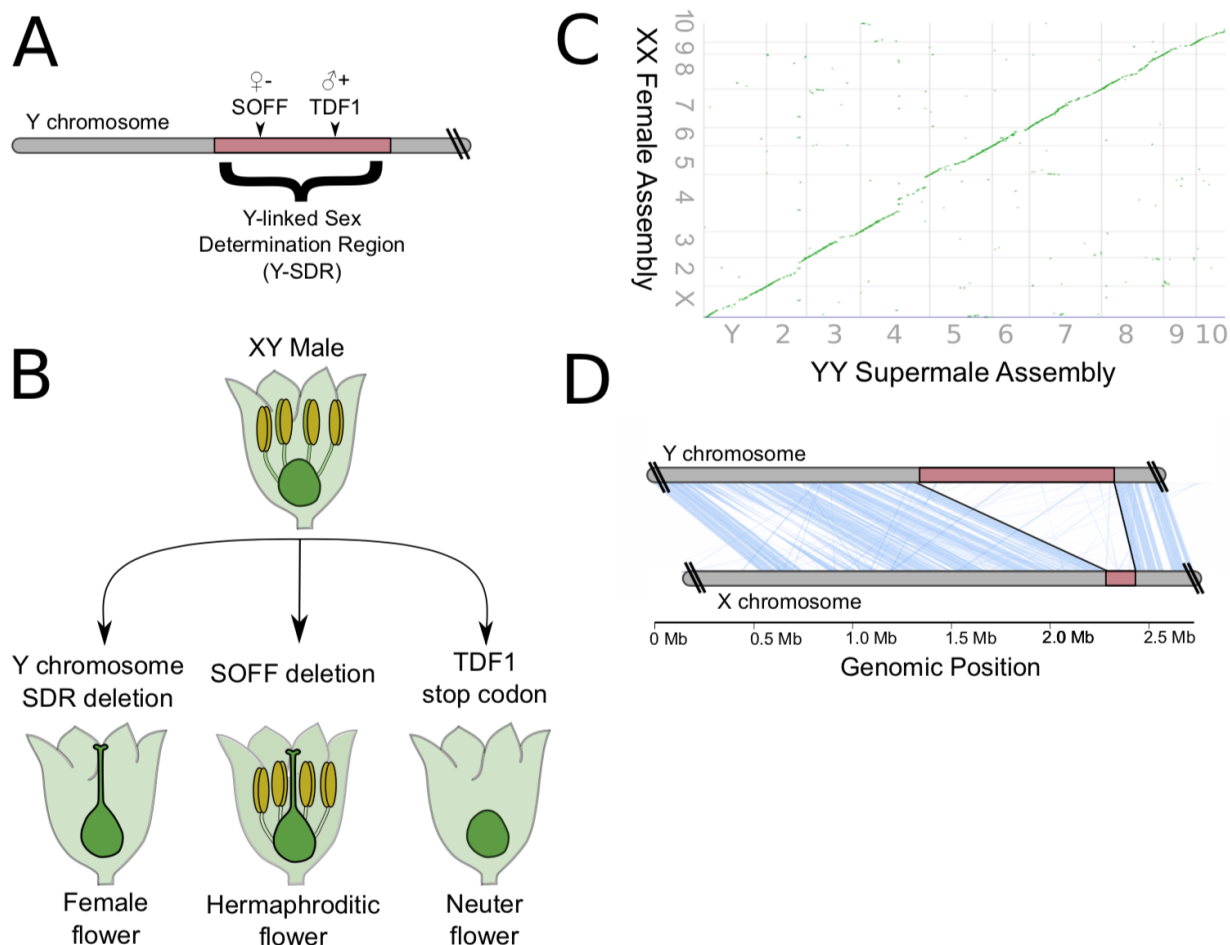 A
♀-
SOFF
♂+
TDF1
Y chromosome
Y-linked Sex
Determination Region
(Y-SDR)
B
XY Male
Y chromosome
SDR deletion
SOFF deletion
TDF1
stop codon
Female
flower
Hermaphroditic
flower
Neuter
flower
C
XX Female Assembly
10
9
8
7
6
5
4
3
2
X
Y
2
3
4
5
6
7
8
9
10
YY Supermale Assembly
D
Y chromosome
X chromosome
0 Mb
0.5 Mb
1.0 Mb
1.5 Mb
2.0 Mb
2.5 Mb
Genomic Position